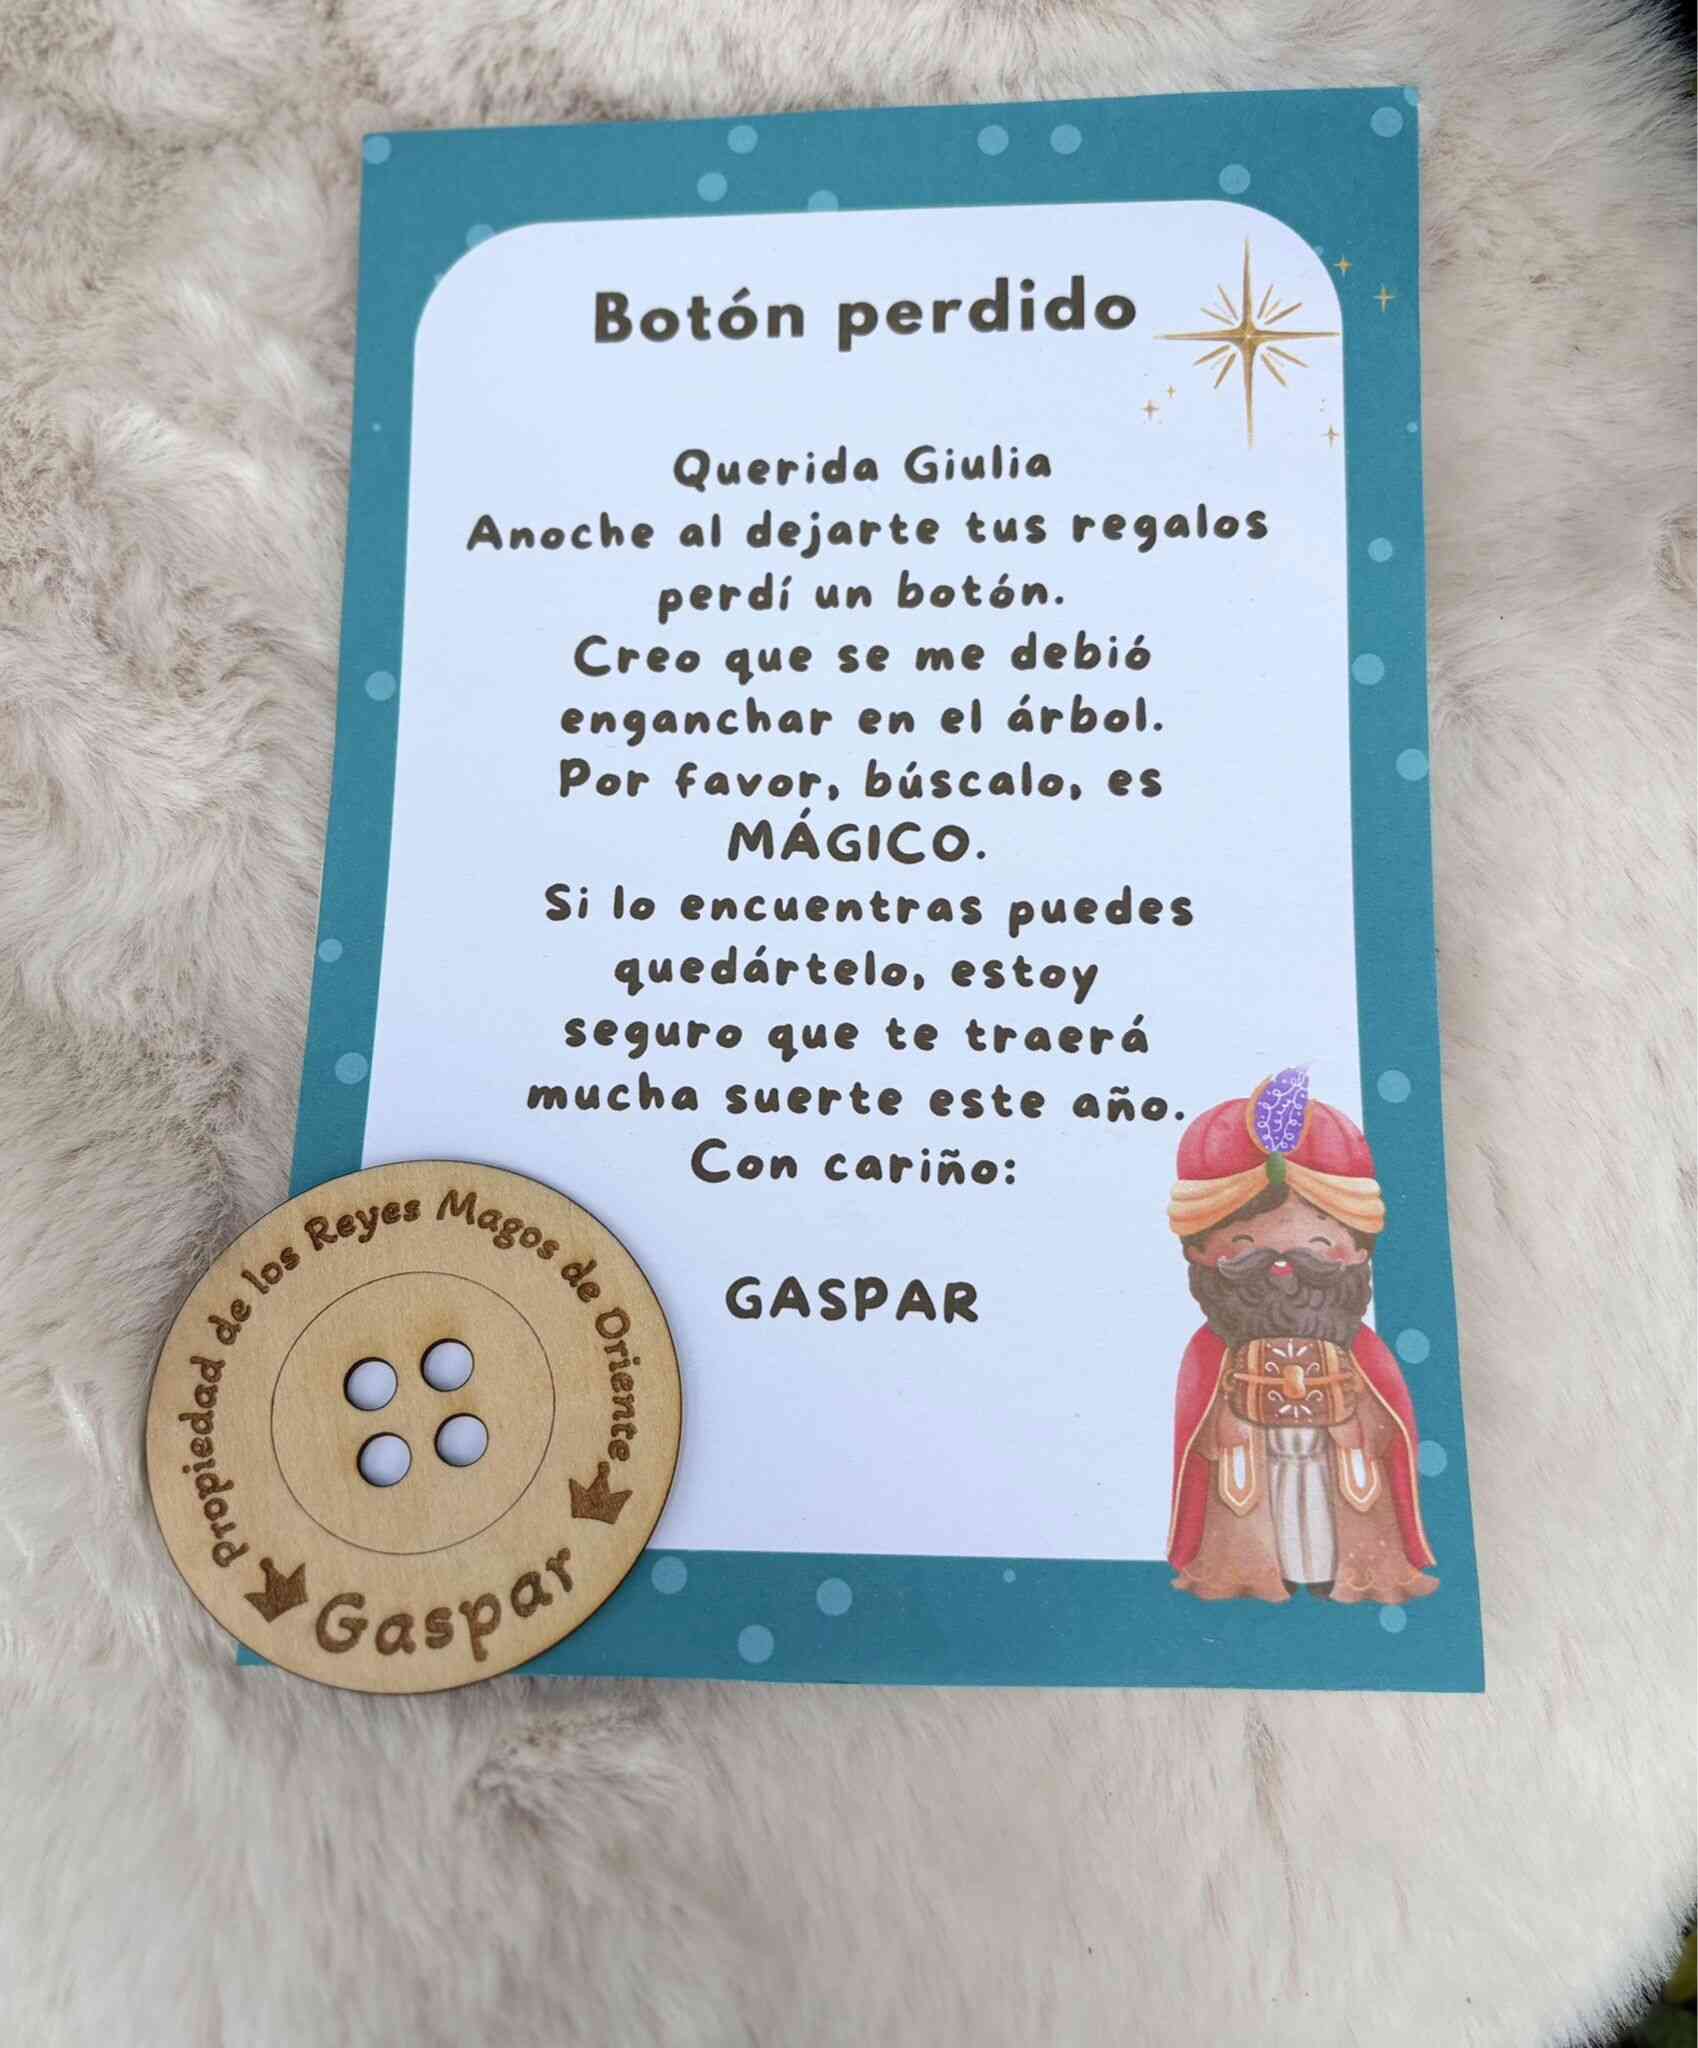 Botón perdido
Querida Giulia
Anoche al dejarte tus regalos
perdí un botón.
Creo que se me debió
enganchar en el árbol.
Por favor, búscalo, es
MÁGICO.
Si lo encuentras puedes
quedártelo, estoy
seguro que te traerá
mucha suerte este año.
Con cariño:
GASPAR
Propiedad de los Reyes Magos de Oriente
Gaspar